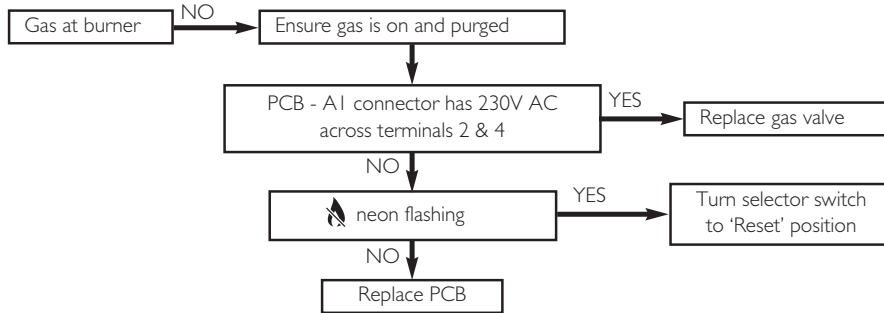 Gas at burner
NO
Ensure gas is on and purged
PCB - A1 connector has 230V AC
across terminals 2 & 4
YES
Replace gas valve
NO
neon flashing
YES
Turn selector switch
to ‘Reset’ position
NO
Replace PCB